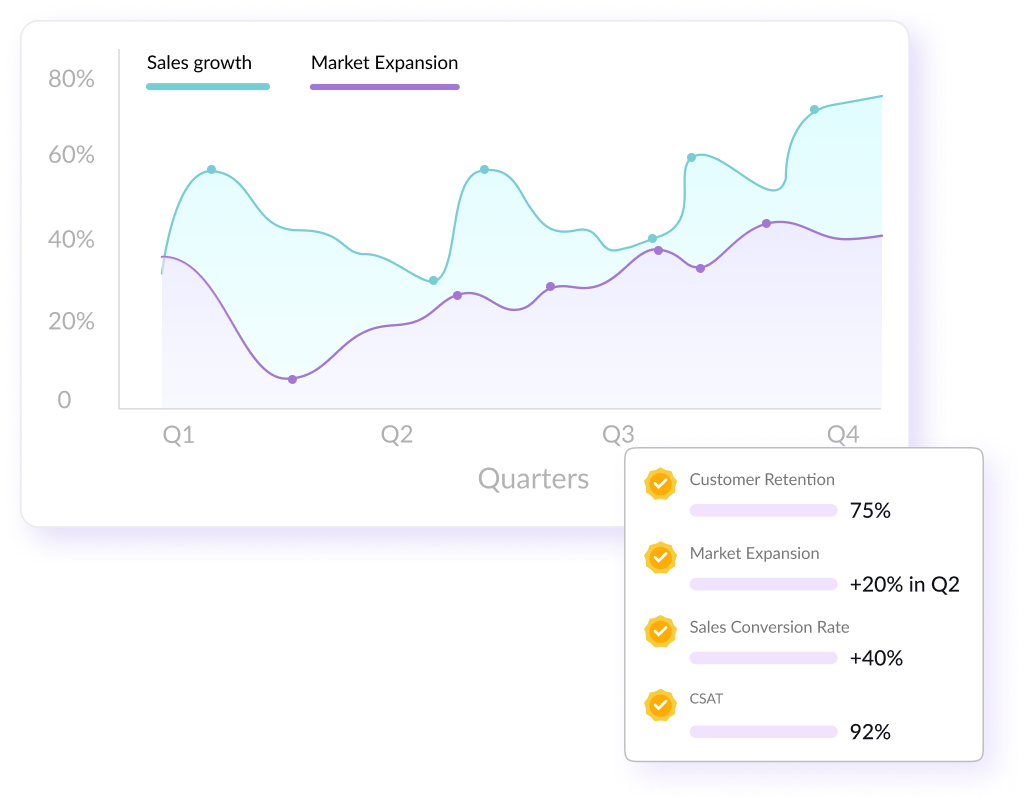 Sales growth
Market Expansion
80%
60%
40%
20%
0
Q1
Q2
Q3
Q4
Quarters
Customer Retention
75%
Market Expansion
+20% in Q2
Sales Conversion Rate
+40%
CSAT
92%